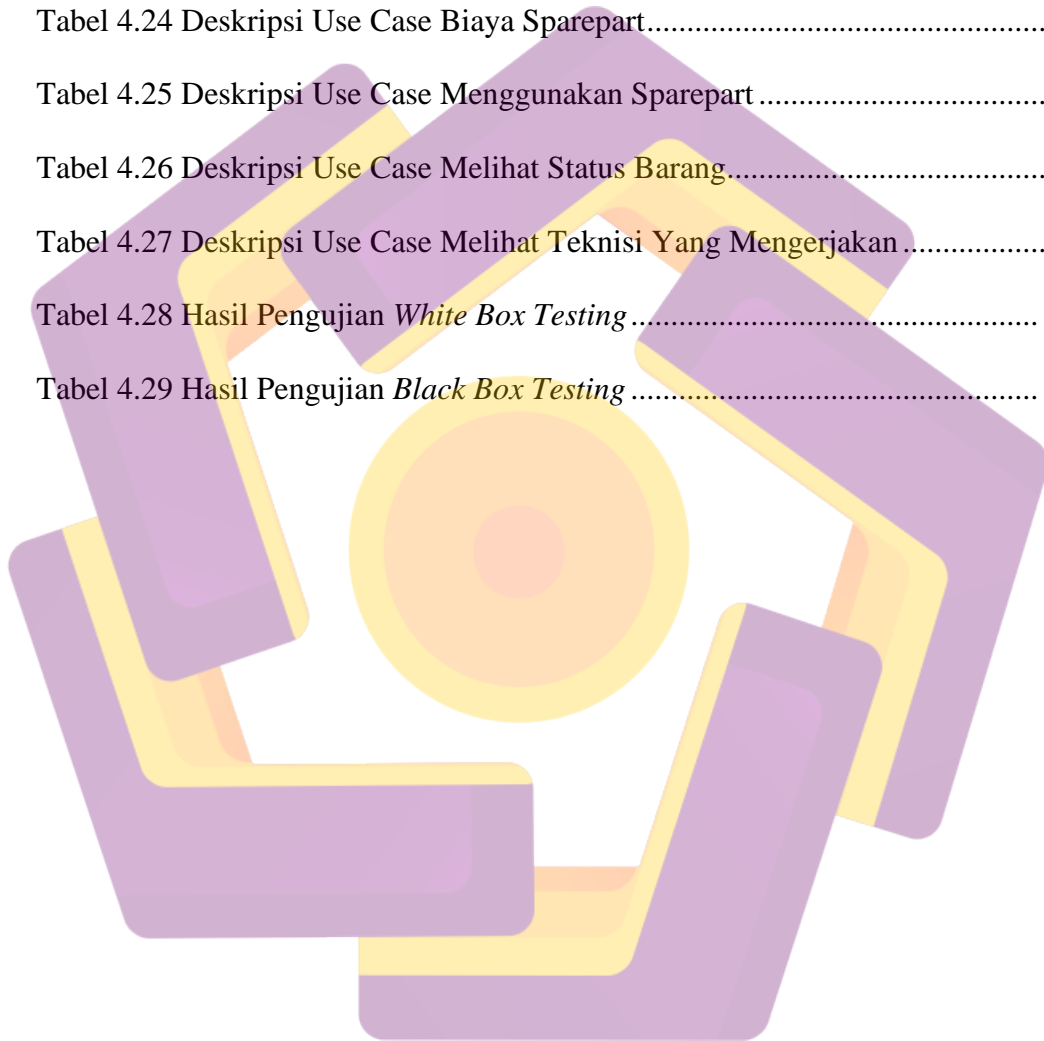 Tabel 4.24 Deskripsi Use Case Biaya Sparepart..........................................................
Tabel 4.25 Deskripsi Use Case Menggunakan Sparepart..........................................
Tabel 4.26 Deskripsi Use Case Melihat Status Barang..............................................
Tabel 4.27 Deskripsi Use Case Melihat Teknisi Yang Mengerjakan.....................
Tabel 4.28 Hasil Pengujian White Box Testing..........................................................
Tabel 4.29 Hasil Pengujian Black Box Testing..........................................................